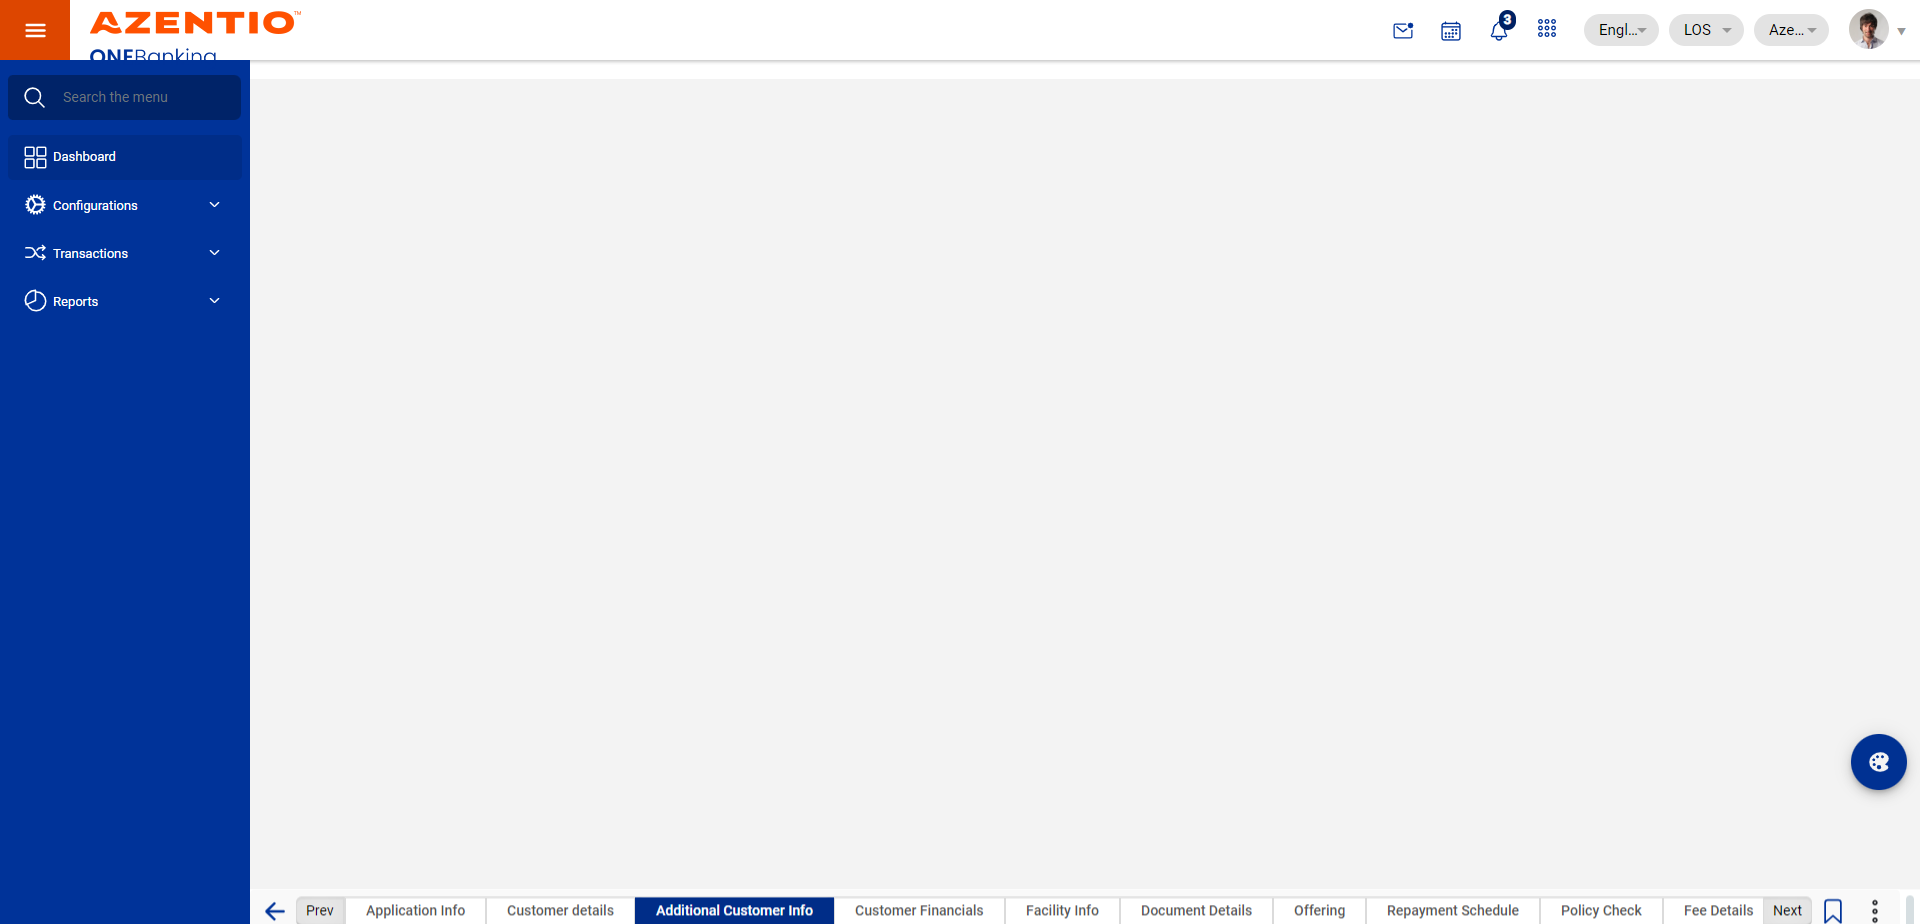 AZENTIO™
ONEBanking
3
Engl...
LOS
Aze...
Search the menu
Dashboard
Configurations
Transactions
Reports
Prev
Application Info
Customer details
Additional Customer Info
Customer Financials
Facility Info
Document Details
Offering
Repayment Schedule
Policy Check
Fee Details
Next